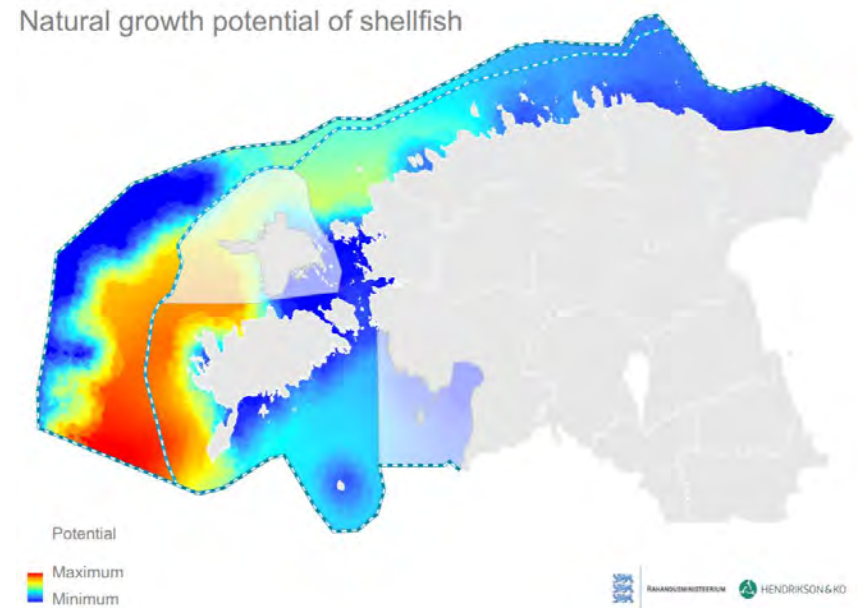 Natural growth potential of shellfish
Potential
Maximum
Minimum
RAHANDUSMINISTEERIUM
HENDRIKSON&KO